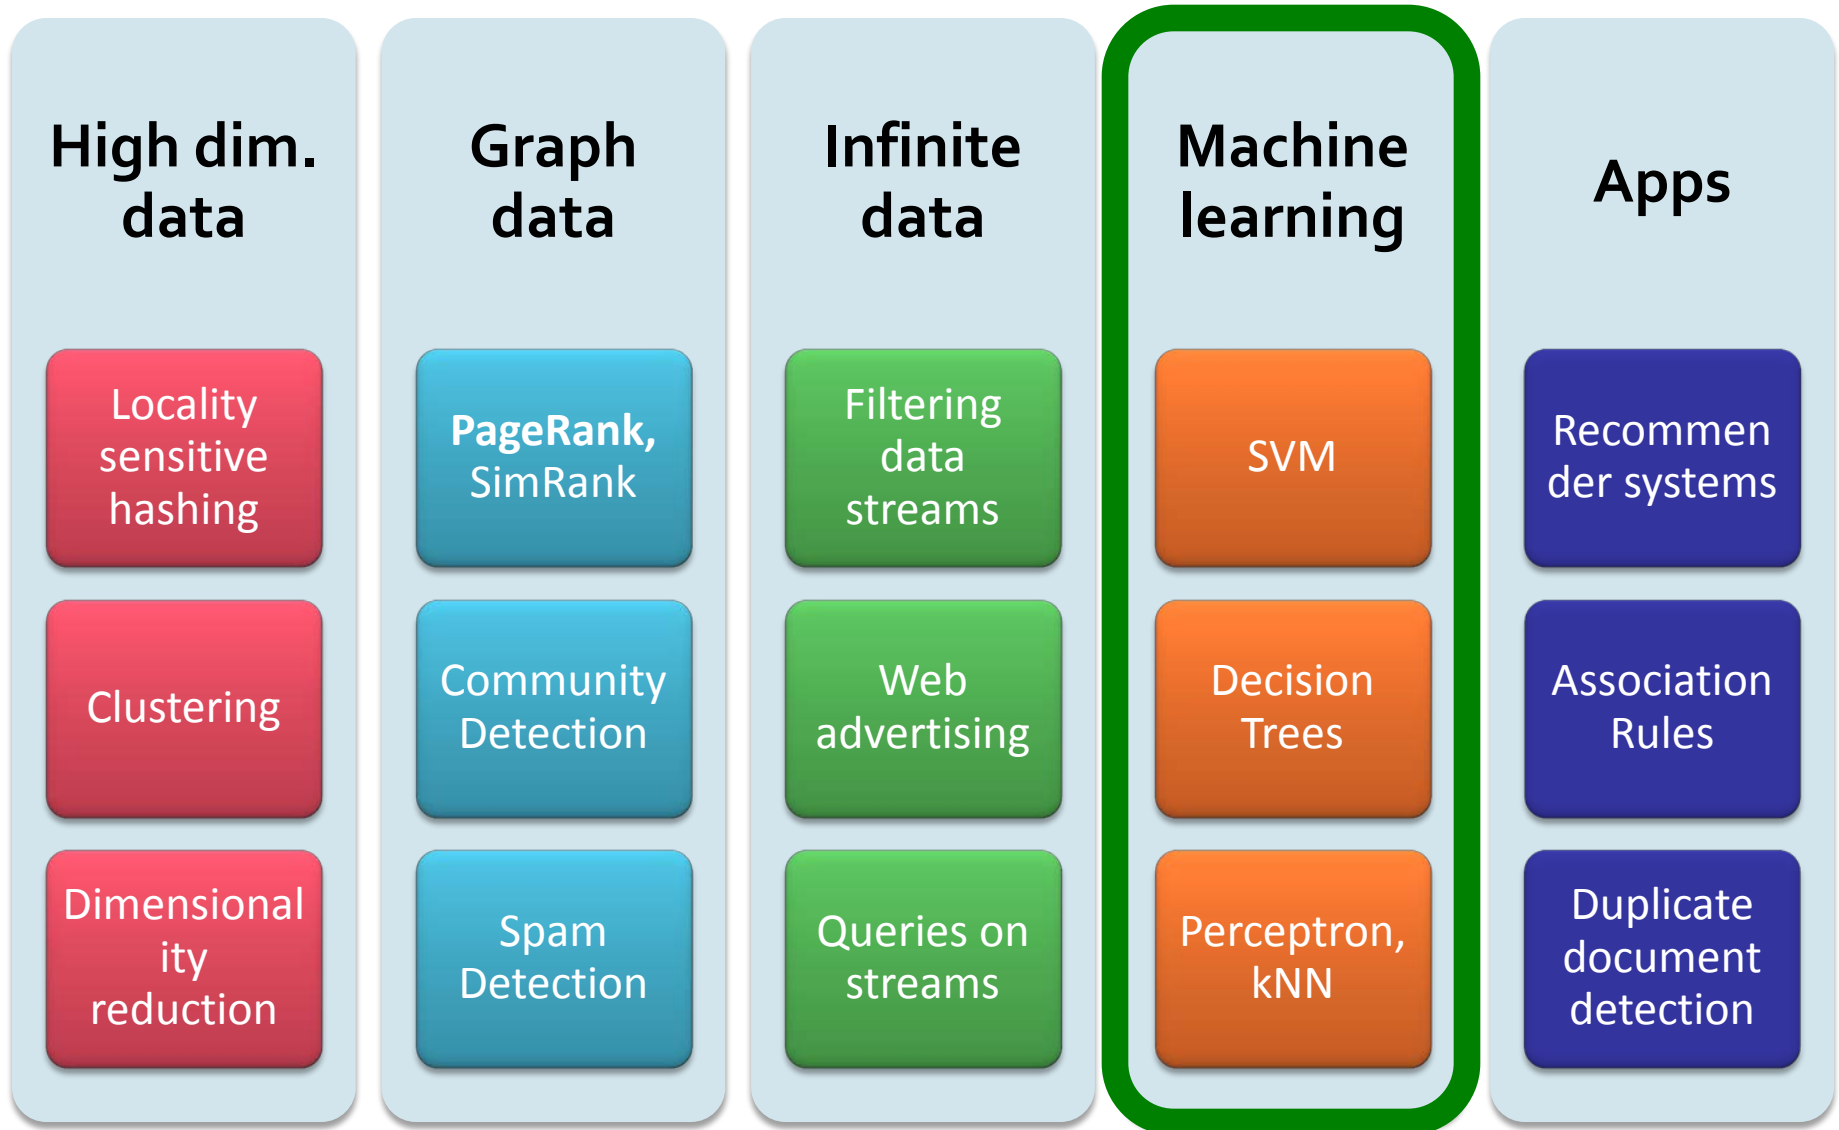 High dim.
data
Locality
sensitive
hashing
Clustering
Dimensional
ity
reduction
Graph
data
PageRank,
SimRank
Community
Detection
Spam
Detection
Infinite
data
Filtering
data
streams
Web
advertising
Queries on
streams
Machine
learning
SVM
Decision
Trees
Perceptron,
kNN
Apps
Recommen
der systems
Association
Rules
Duplicate
document
detection